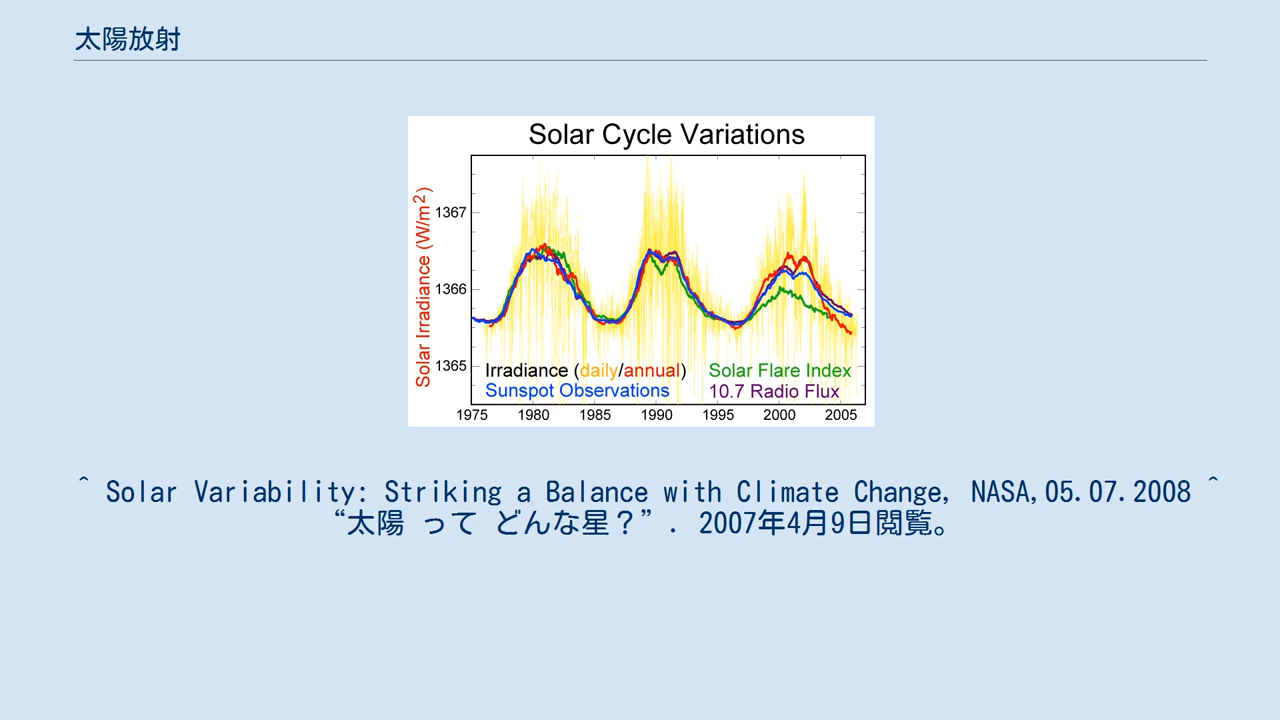 太陽放射
Solar Cycle Variations
Solar Irradiance (W/m²)
1367
1366
1365
Irradiance (daily/annual)
Solar Flare Index
Sunspot Observations
10.7 Radio Flux
1975 1980 1985 1990 1995 2000 2005
^ Solar Variability: Striking a Balance with Climate Change, NASA,05.07.2008 ^
“太陽 って どんな星？”. 2007年4月9日閲覧。